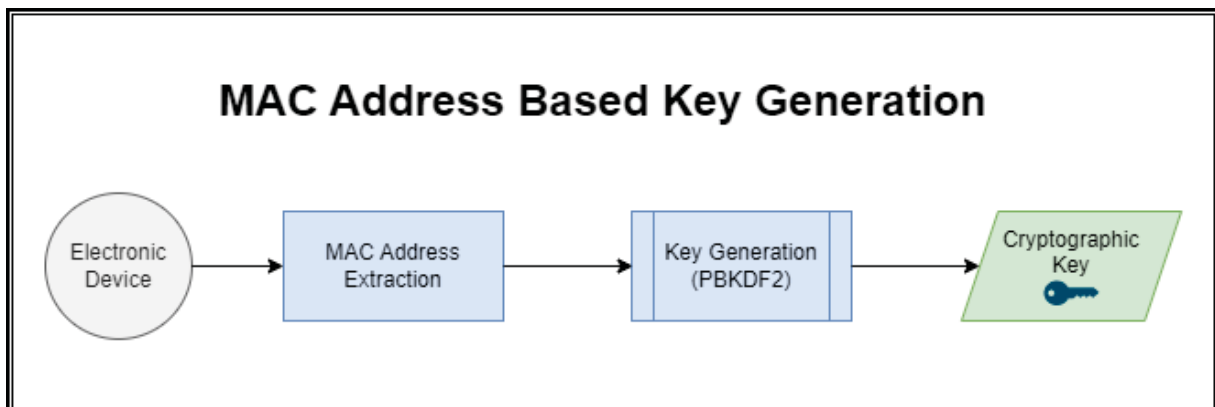 MAC Address Based Key Generation
Electronic
Device
MAC Address
Extraction
Key Generation
(PBKDF2)
Cryptographic
Key